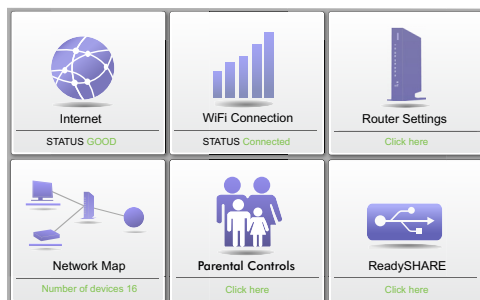 Internet
STATUS GOOD
WiFi Connection
STATUS Connected
Router Settings
Click here
Network Map
Number of devices 16
Parental Controls
Click here
ReadySHARE
Click here